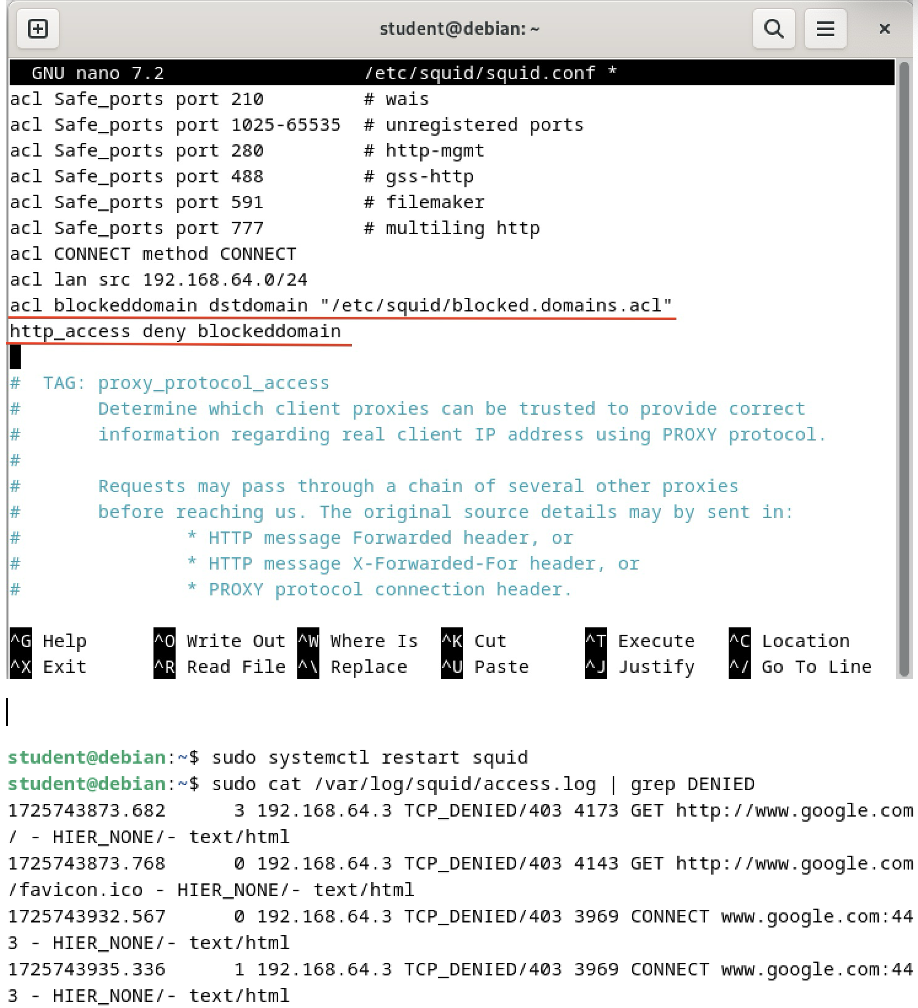 student@debian: ~
GNU nano 7.2 /etc/squid/squid.conf *
acl Safe_ports port 210 # wais
acl Safe_ports port 1025-65535 # unregistered ports
acl Safe_ports port 280 # http-mgmt
acl Safe_ports port 488 # gss-http
acl Safe_ports port 591 # filemaker
acl Safe_ports port 777 # multiling http
acl CONNECT method CONNECT
acl lan src 192.168.64.0/24
acl blockeddomain dstdomain "/etc/squid/blocked.domains.acl"
http_access deny blockeddomain
# TAG: proxy_protocol_access
# Determine which client proxies can be trusted to provide correct
# information regarding real client IP address using PROXY protocol.
#
# Requests may pass through a chain of several other proxies
# before reaching us. The original source details may by sent in:
# * HTTP message Forwarded header, or
# * HTTP message X-Forwarded-For header, or
# * PROXY protocol connection header.
^G Help ^O Write Out ^W Where Is ^K Cut ^T Execute ^C Location
^X Exit ^R Read File ^\ Replace ^U Paste ^J Justify ^/ Go To Line
student@debian:~$ sudo systemctl restart squid
student@debian:~$ sudo cat /var/log/squid/access.log | grep DENIED
1725743873.682 3 192.168.64.3 TCP_DENIED/403 4173 GET http://www.google.com
/ - HIER_NONE/- text/html
1725743873.768 0 192.168.64.3 TCP_DENIED/403 4143 GET http://www.google.com
/favicon.ico - HIER_NONE/- text/html
1725743932.567 0 192.168.64.3 TCP_DENIED/403 3969 CONNECT www.google.com:44
3 - HIER_NONE/- text/html
1725743935.336 1 192.168.64.3 TCP_DENIED/403 3969 CONNECT www.google.com:44
3 - HIER_NONE/- text/html